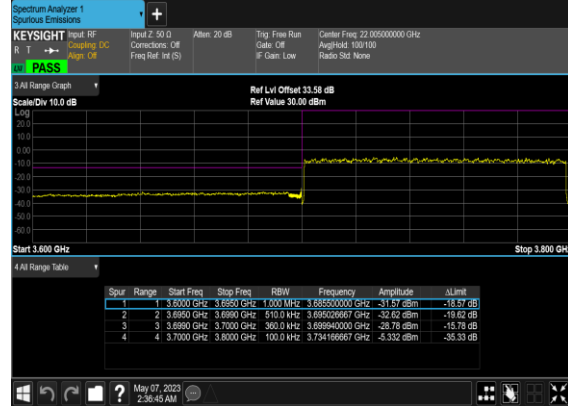 Spectrum Analyzer 1
Spurious Emissions
+
KEYSIGHT Input: RF
R T Coupling: DC
Align: Off
Input Z: 50 Ω
Corrections: Off
Freq Ref: Int (S)
Atten: 20 dB
Trig: Free Run
Gate: Off
IF Gain: Low
Center Freq: 22.005000000 GHz
Avg|Hold: 100/100
Radio Std: None
PASS
3 All Range Graph
Scale/Div 10.0 dB
Ref Lvl Offset 33.58 dB
Ref Value 30.00 dBm
Log
20.0
10.0
0.00
-10.0
-20.0
-30.0
-40.0
-50.0
-60.0
Start 3.600 GHz
Stop 3.800 GH
4 All Range Table
Spur Range Start Freq Stop Freq RBW Frequency Amplitude ΔLimit
1 1 3.6000 GHz 3.6950 GHz 1.000 MHz 3.685500000 GHz -31.57 dBm -18.57 dB
2 2 3.6950 GHz 3.6990 GHz 510.0 kHz 3.695026667 GHz -32.62 dBm -19.62 dB
3 3 3.6990 GHz 3.7000 GHz 360.0 kHz 3.699940000 GHz -28.78 dBm -15.78 dB
4 4 3.7000 GHz 3.8000 GHz 100.0 kHz 3.734166667 GHz -5.332 dBm -35.33 dB
?
May 07, 2023
2:36:45 AM